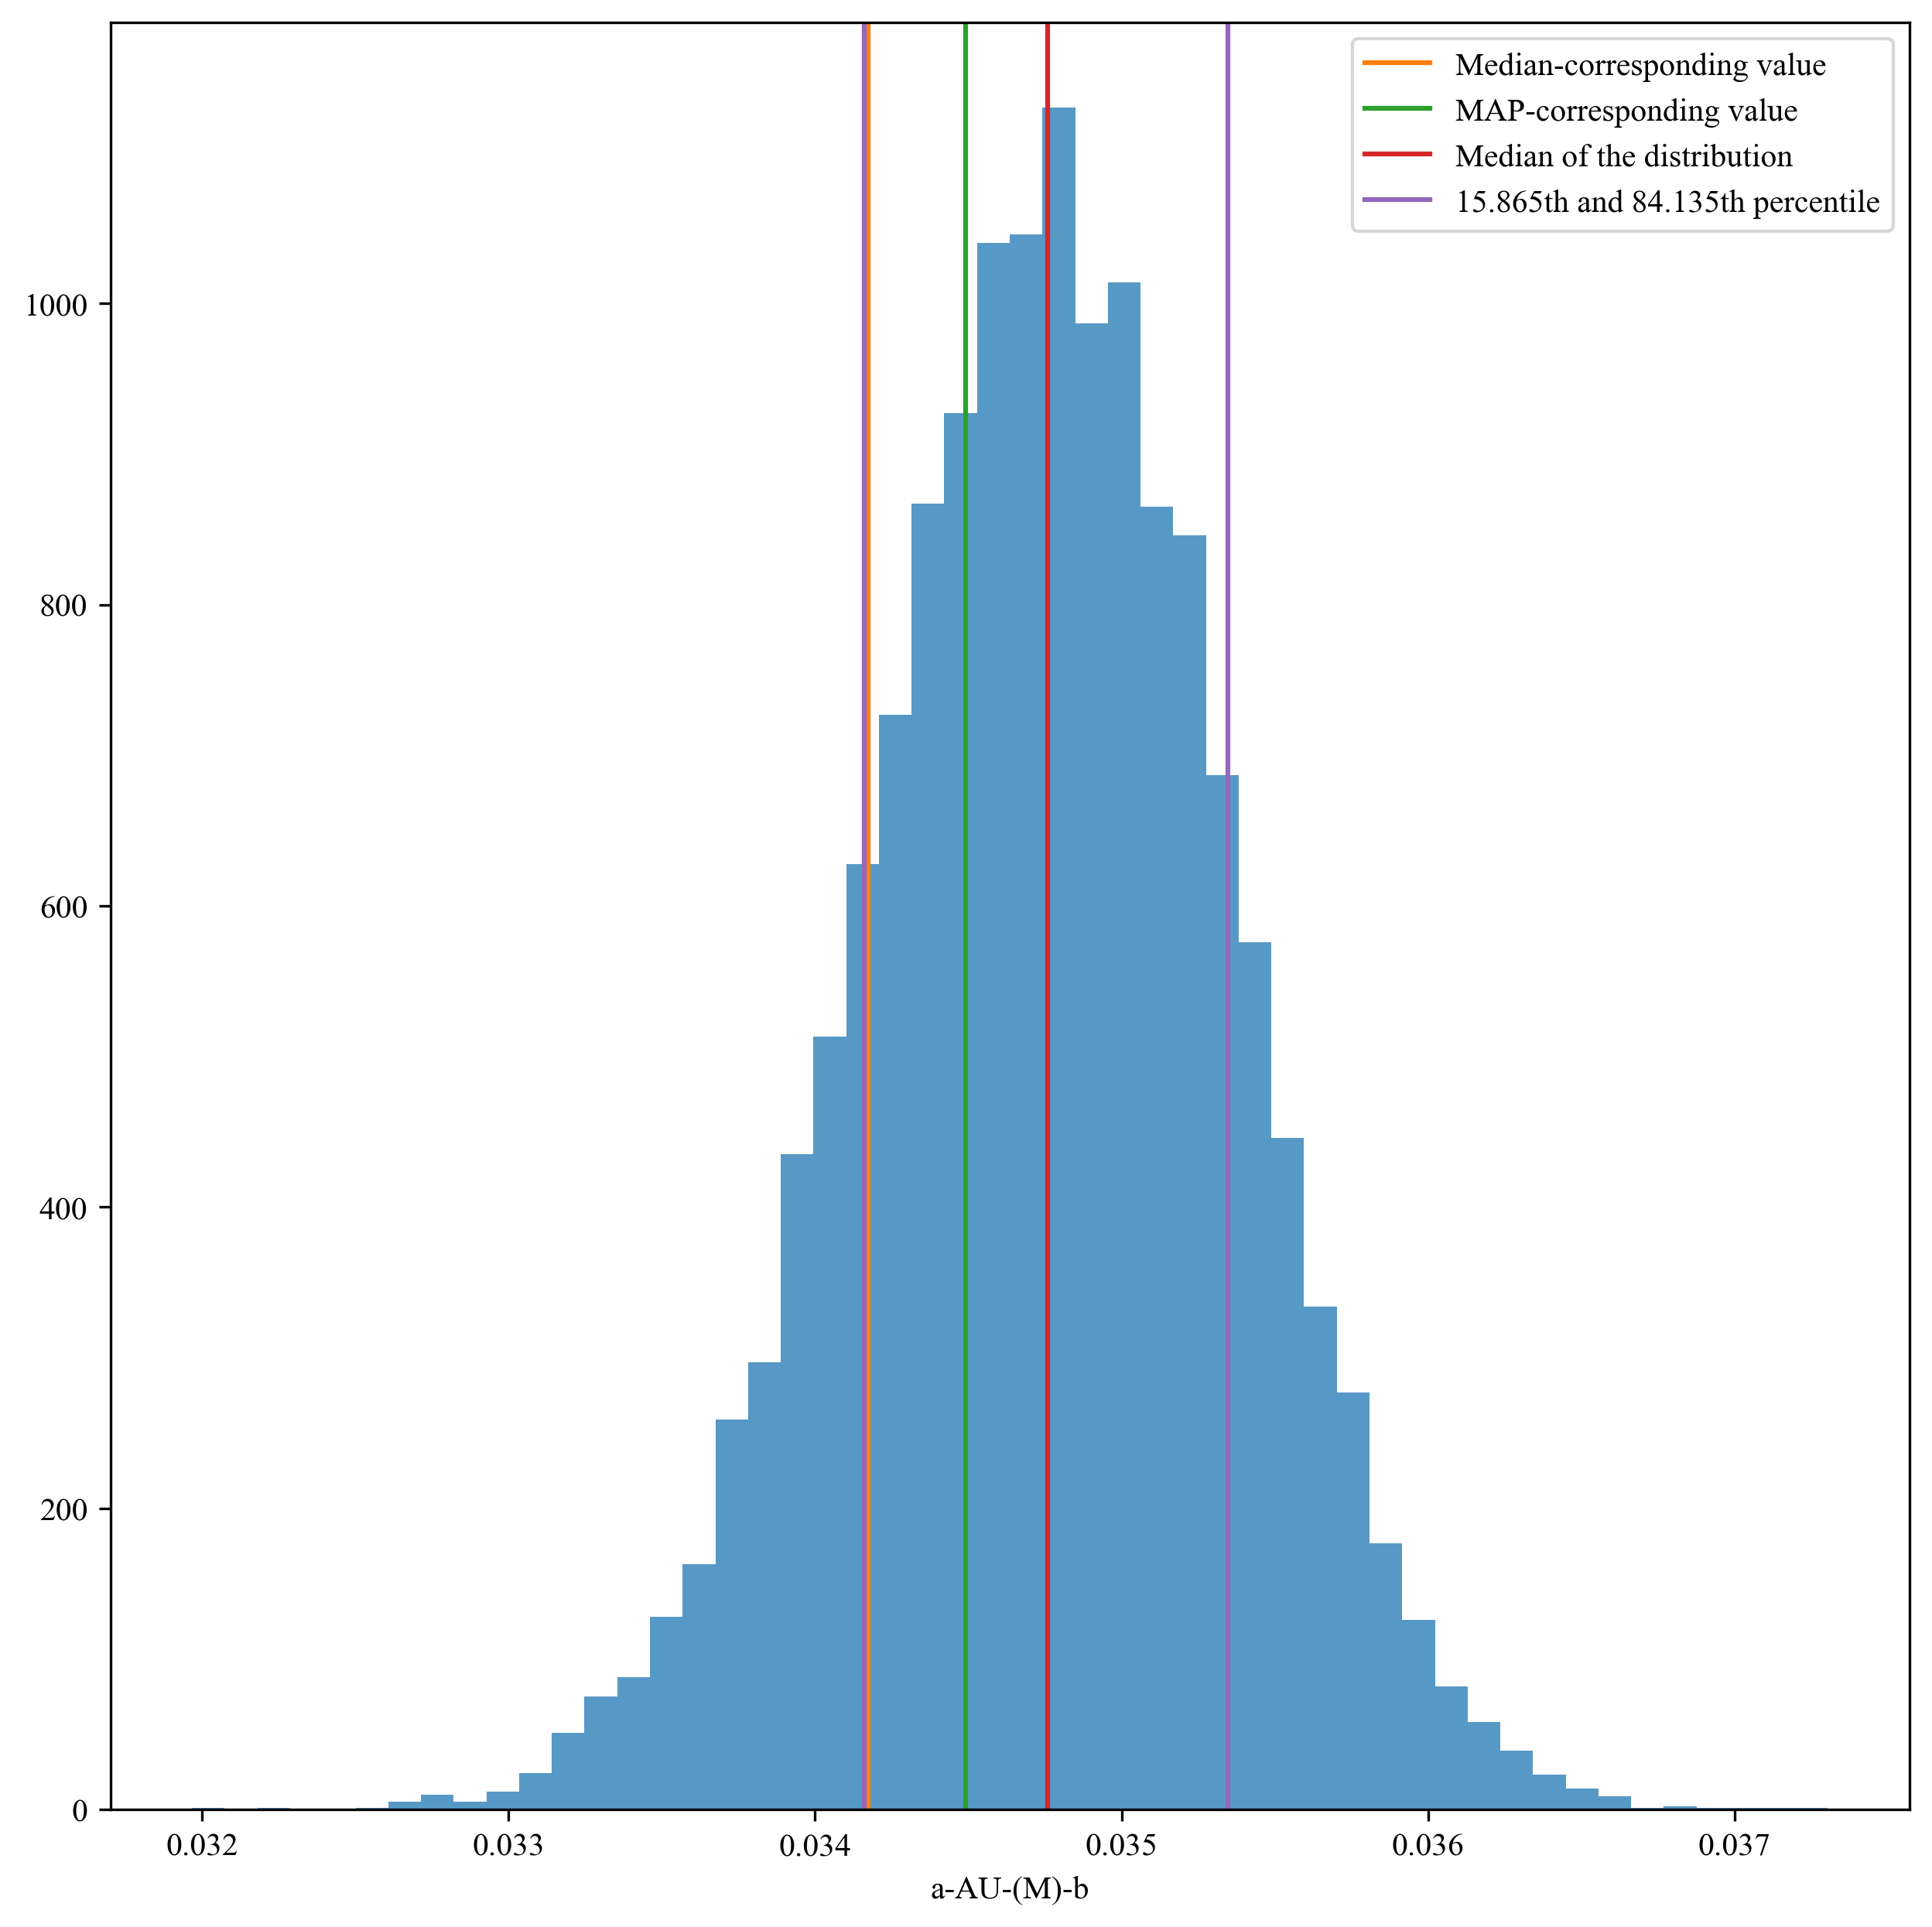 Median-corresponding value
MAP-corresponding value
Median of the distribution
15.865th and 84.135th percentile
1000
800
600
400
200
0
0.032 0.033 0.034 0.035 0.036 0.037
a-AU-(M)-b